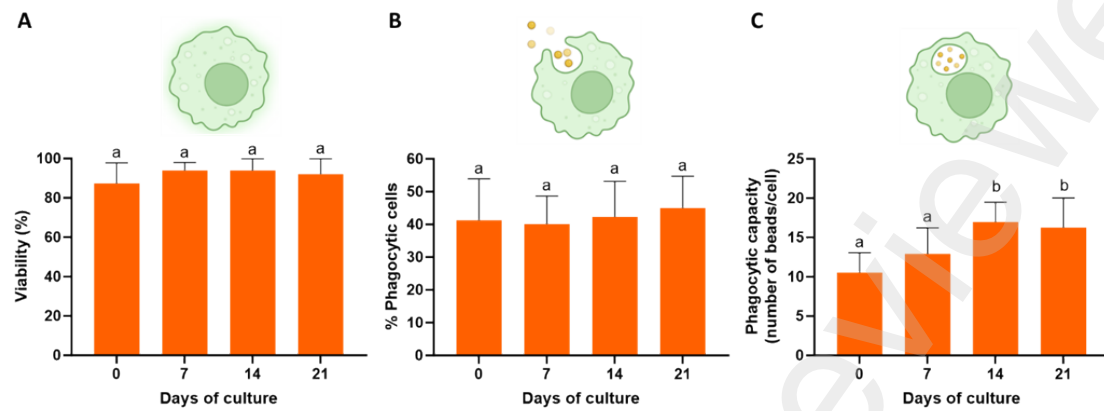 A
B
C
Viability (%)
100
80
60
40
20
0
a
a
a
a
0 7 14 21
Days of culture
% Phagocytic cells
60
50
40
30
20
10
0
a
a
a
a
0 7 14 21
Days of culture
Phagocytic capacity
(number of beads/cell)
25
20
15
10
5
0
a
a
b
b
0 7 14 21
Days of culture